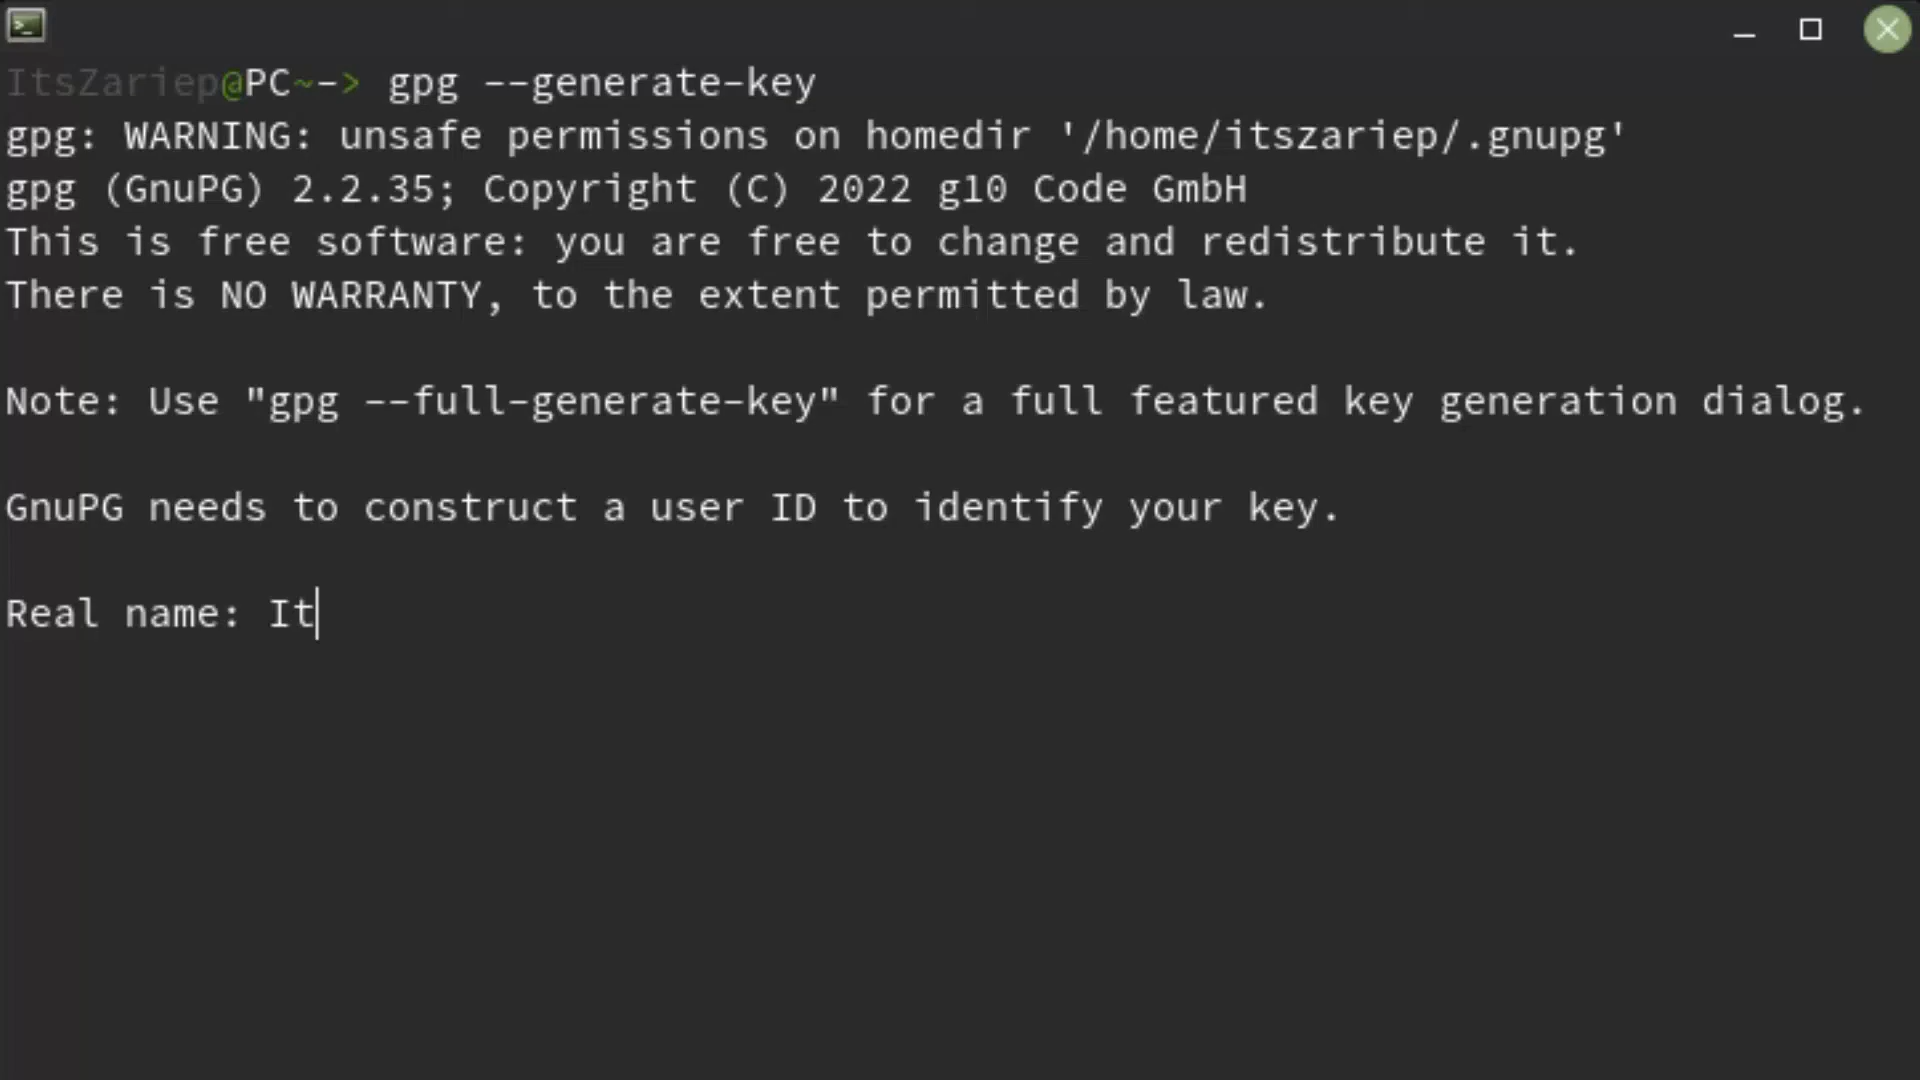 ItsZariep@PC~-> gpg --generate-key
gpg: WARNING: unsafe permissions on homedir '/home/itszariep/.gnupg'
gpg (GnuPG) 2.2.35; Copyright (C) 2022 g10 Code GmbH
This is free software: you are free to change and redistribute it.
There is NO WARRANTY, to the extent permitted by law.
Note: Use "gpg --full-generate-key" for a full featured key generation dialog.
GnuPG needs to construct a user ID to identify your key.
Real name: It